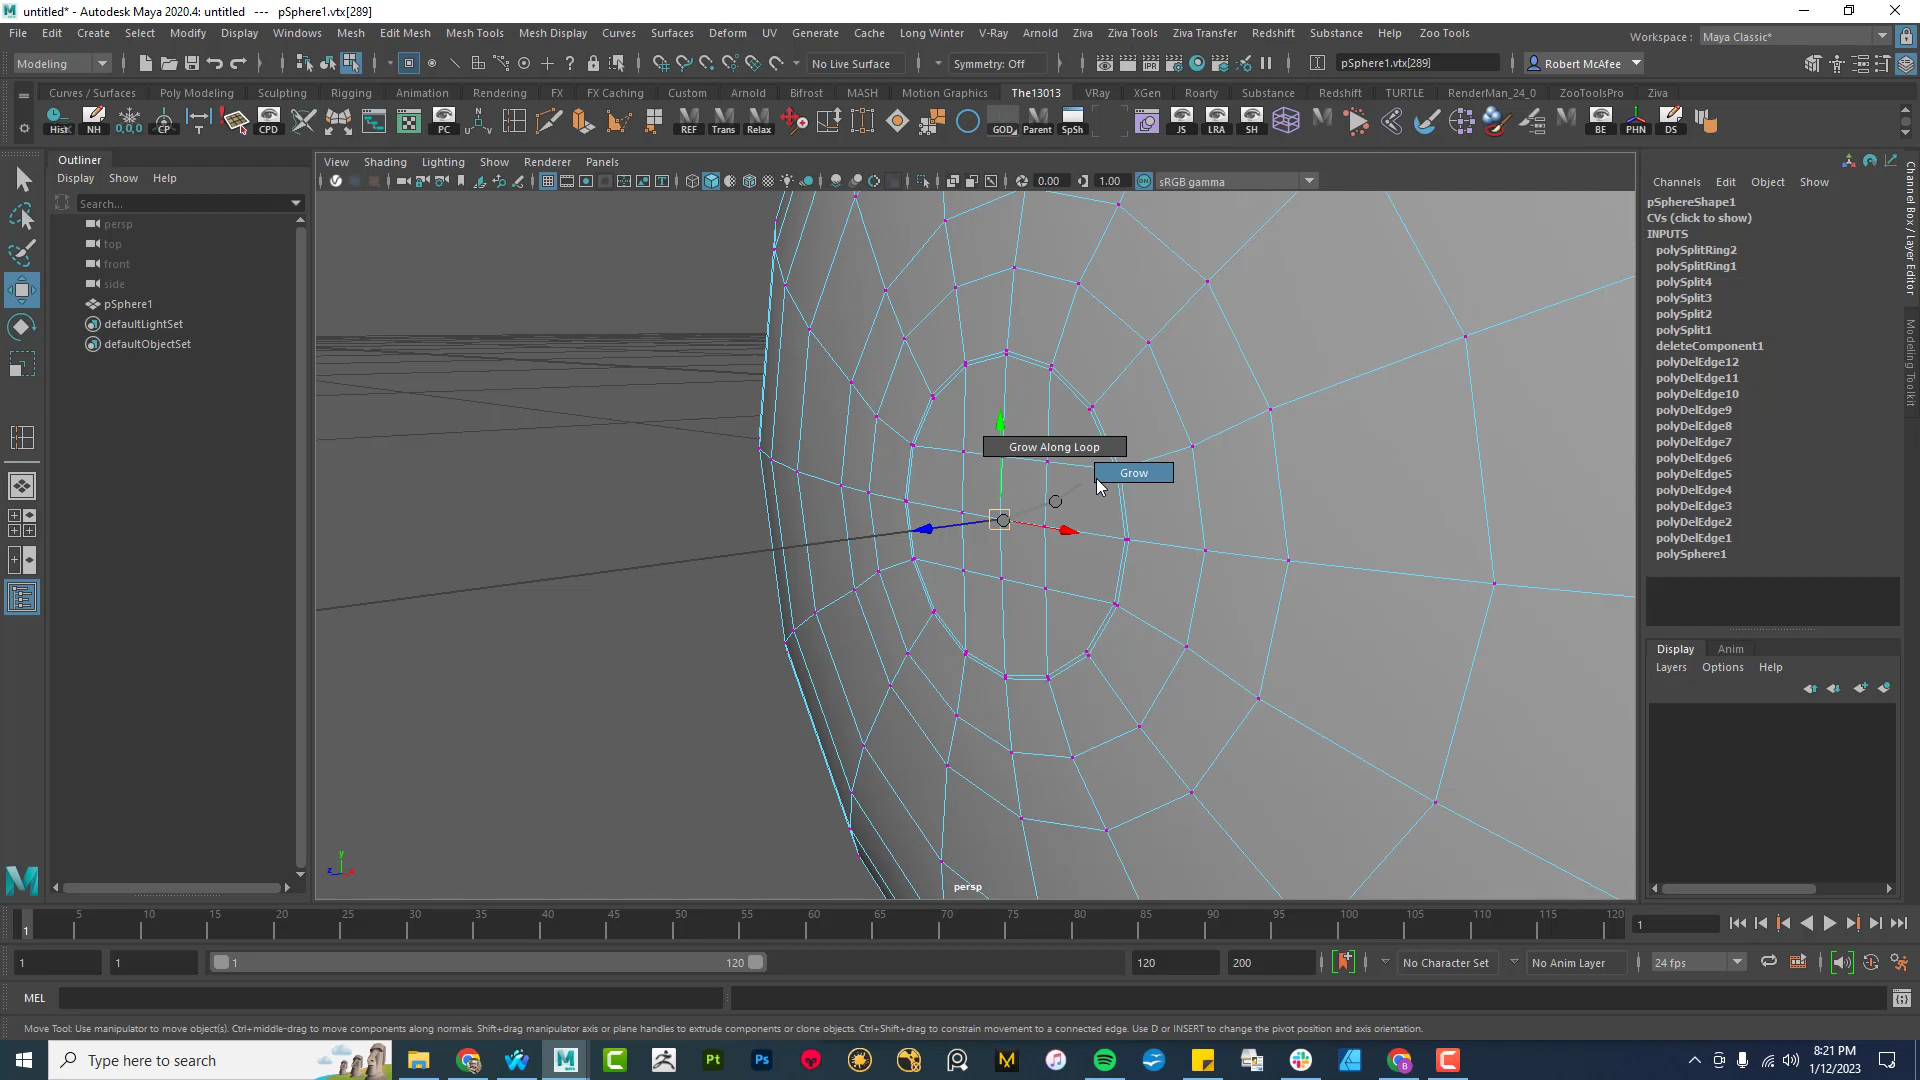 untitled* - Autodesk Maya 2020.4: untitled --- pSphere1.vtx[289]
File Edit Create Select Modify Display Windows Mesh Edit Mesh Mesh Tools Mesh Display Curves Surfaces Deform UV Generate Cache Long Winter V-Ray Arnold Ziva Ziva Tools Ziva Transfer Redshift Substance Help Zoo Tools
Workspace : Maya Classic*
Modeling No Live Surface Symmetry: Off pSphere1.vtx[289] Robert McAfee
Curves / Surfaces Poly Modeling Sculpting Rigging Animation Rendering FX FX Caching Custom Arnold Bifrost MASH Motion Graphics The13013 VRay XGen Roarty Substance Redshift TURTLE RenderMan_24_0 ZooToolsPro Ziva
Hist NH 0,0,0 CP CPD PC REF Trans Relax GOD_ Parent SpSh JS LRA SH BE PHN DS
Outliner
Display Show Help
Search...
persp
top
front
side
pSphere1
defaultLightSet
defaultObjectSet
View Shading Lighting Show Renderer Panels
0.00 1.00 ON sRGB gamma
Grow Along Loop
Grow
y
z x
persp
Channels Edit Object Show
pSphereShape1
CVs (click to show)
INPUTS
polySplitRing2
polySplitRing1
polySplit4
polySplit3
polySplit2
polySplit1
deleteComponent1
polyDelEdge12
polyDelEdge11
polyDelEdge10
polyDelEdge9
polyDelEdge8
polyDelEdge7
polyDelEdge6
polyDelEdge5
polyDelEdge4
polyDelEdge3
polyDelEdge2
polyDelEdge1
polySphere1
Channel Box / Layer Editor
Modeling Toolkit
Display Anim
Layers Options Help
5 10 15 20 25 30 35 40 45 50 55 60 65 70 75 80 85 90 95 100 105 110 115 120
1 1
1 1 1 120 120 200 No Character Set No Anim Layer 24 fps
MEL
Move Tool: Use manipulator to move object(s). Ctrl+middle-drag to move components along normals. Shift+drag manipulator axis or plane handles to extrude components or clone objects. Ctrl+Shift+drag to constrain movement to a connected edge. Use D or INSERT to change the pivot position and axis orientation.
Type here to search
Pt Ps
8:21 PM
1/12/2023